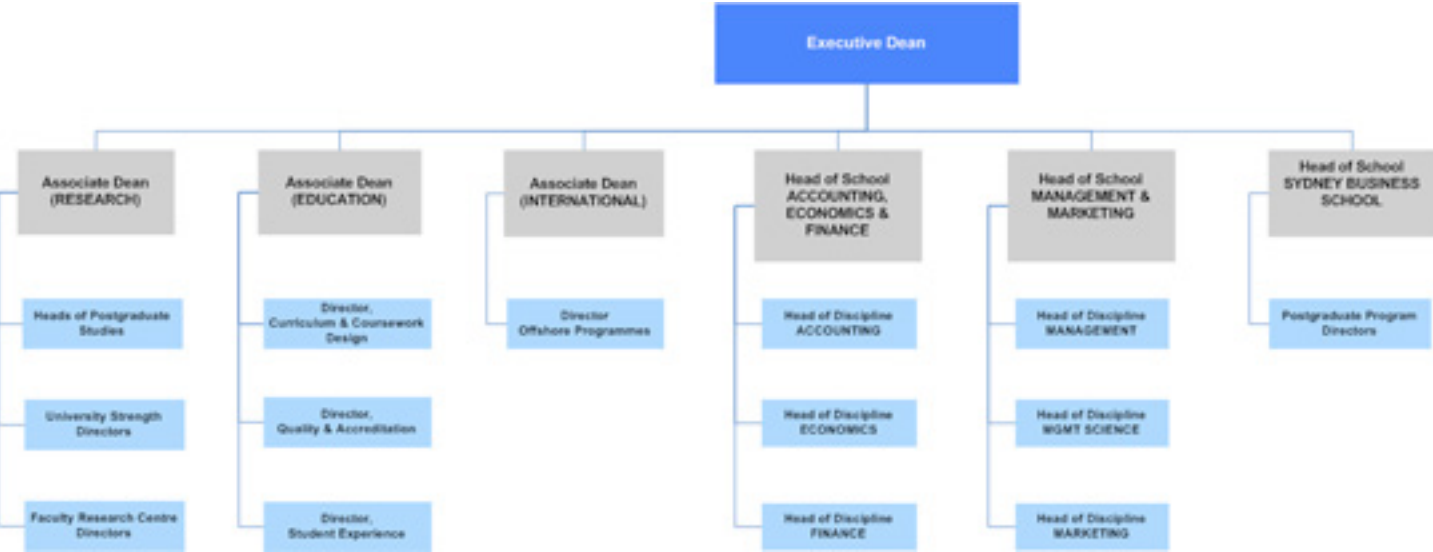 Executive Dean
Associate Dean
(RESEARCH)
Associate Dean
(EDUCATION)
Associate Dean
(INTERNATIONAL)
Head of School
ACCOUNTING,
ECONOMICS &
FINANCE
Head of School
MANAGEMENT &
MARKETING
Head of School
SYDNEY BUSINESS
SCHOOL
Heads of Postgraduate
Studies
Director,
Curriculum & Coursework
Design
Director
Offshore Programmes
Head of Discipline
ACCOUNTING
Head of Discipline
MANAGEMENT
Postgraduate Program
Directors
University Strength
Directors
Director,
Quality & Accreditation
Head of Discipline
ECONOMICS
Head of Discipline
MGMT SCIENCE
Faculty Research Centre
Directors
Director,
Student Experience
Head of Discipline
FINANCE
Head of Discipline
MARKETING